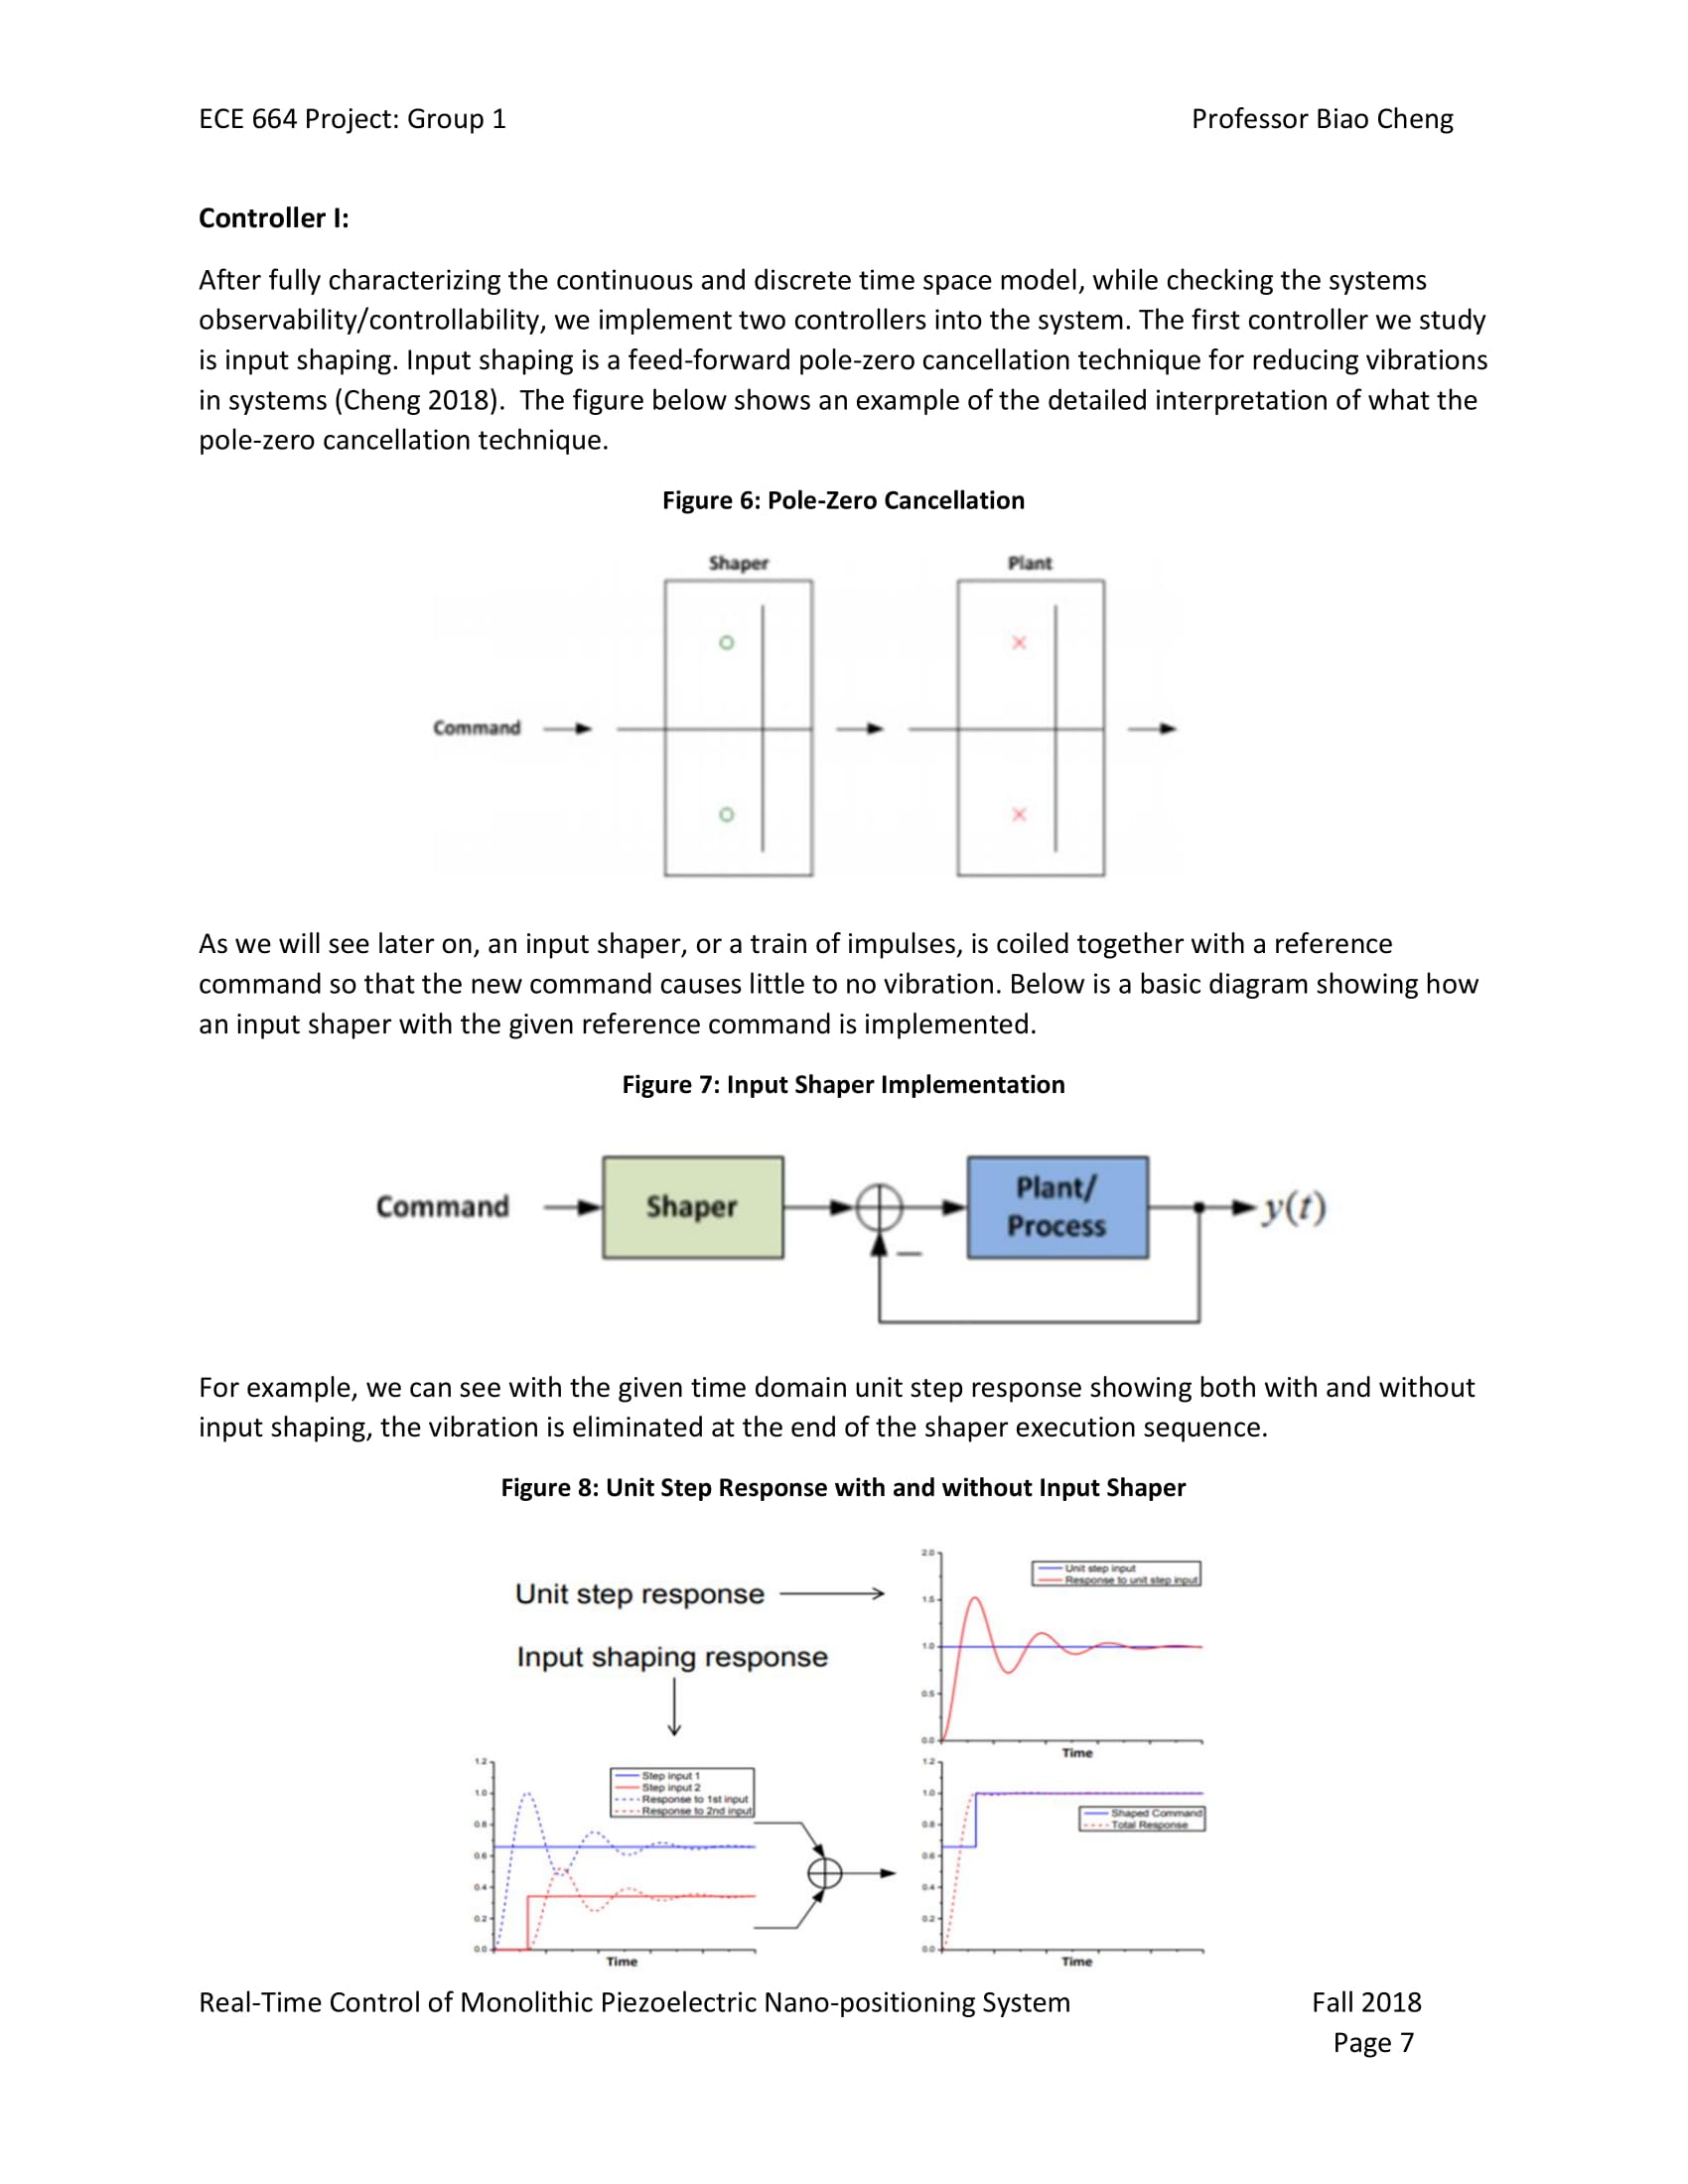 ECE 664 Project: Group 1 Professor Biao Cheng
Controller I:
After fully characterizing the continuous and discrete time space model, while checking the systems
observability/controllability, we implement two controllers into the system. The first controller we study
is input shaping. Input shaping is a feed-forward pole-zero cancellation technique for reducing vibrations
in systems (Cheng 2018).  The figure below shows an example of the detailed interpretation of what the
pole-zero cancellation technique.
Figure 6: Pole-Zero Cancellation
Shaper Plant
Command
As we will see later on, an input shaper, or a train of impulses, is coiled together with a reference
command so that the new command causes little to no vibration. Below is a basic diagram showing how
an input shaper with the given reference command is implemented.
Figure 7: Input Shaper Implementation
Command Shaper Plant/
Process y(t)
For example, we can see with the given time domain unit step response showing both with and without
input shaping, the vibration is eliminated at the end of the shaper execution sequence.
Figure 8: Unit Step Response with and without Input Shaper
Unit step response
Input shaping response
2.0
1.5
1.0
0.5
0.0
Unit step input
Response to unit step input
Time
1.2
1.0
0.8
0.6
0.4
0.2
0.0
Step input 1
Step input 2
Response to 1st input
Response to 2nd input
Time
1.2
1.0
0.8
0.6
0.4
0.2
0.0
Shaped Command
Total Response
Time
Real-Time Control of Monolithic Piezoelectric Nano-positioning System Fall 2018
Page 7